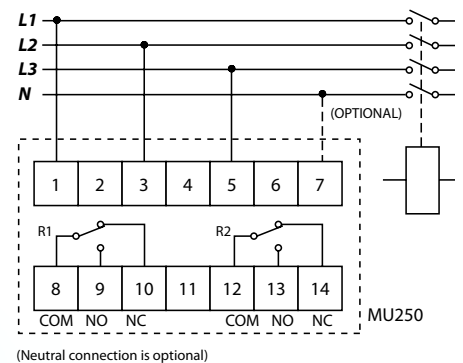 L1
L2
L3
N
(OPTIONAL)
1 2 3 4 5 6 7
R1 R2
8 9 10 11 12 13 14
COM NO NC COM NO NC
MU250
(Neutral connection is optional)